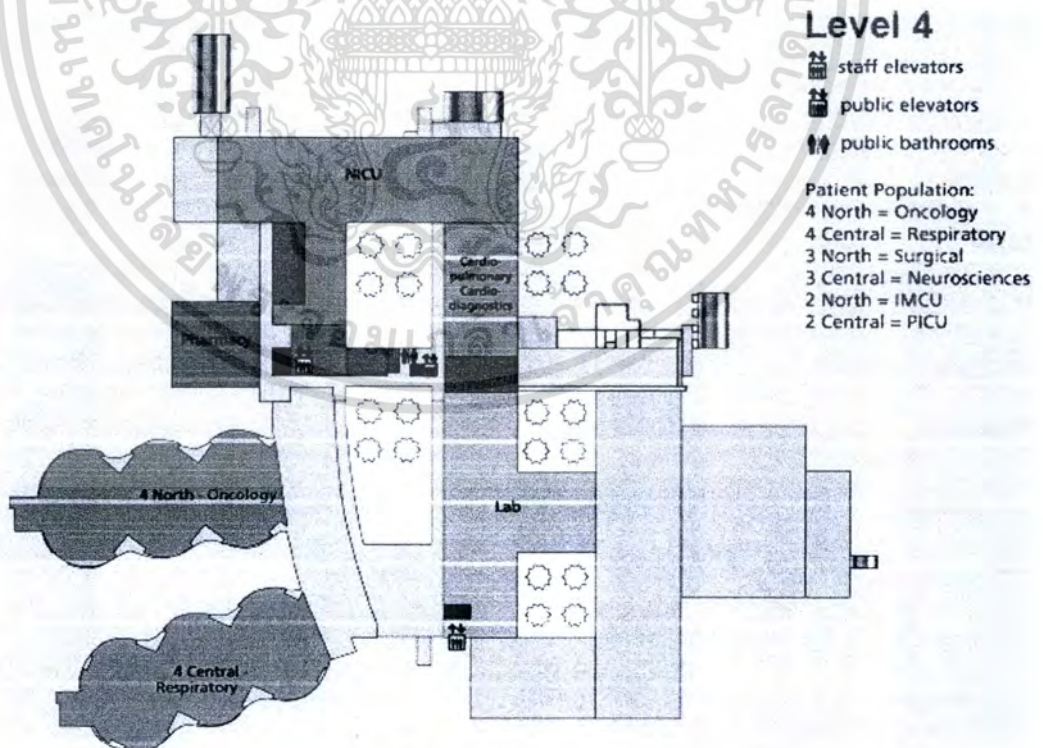 Level 4
staff elevators
public elevators
public bathrooms
Patient Population:
4 North = Oncology
4 Central = Respiratory
3 North = Surgical
3 Central = Neurosciences
2 North = IMCU
2 Central = PICU
NICU
Cardio-
pulmonary
Cardio-
diagnostics
Pharmacy
4 North - Oncology
Lab
4 Central -
Respiratory